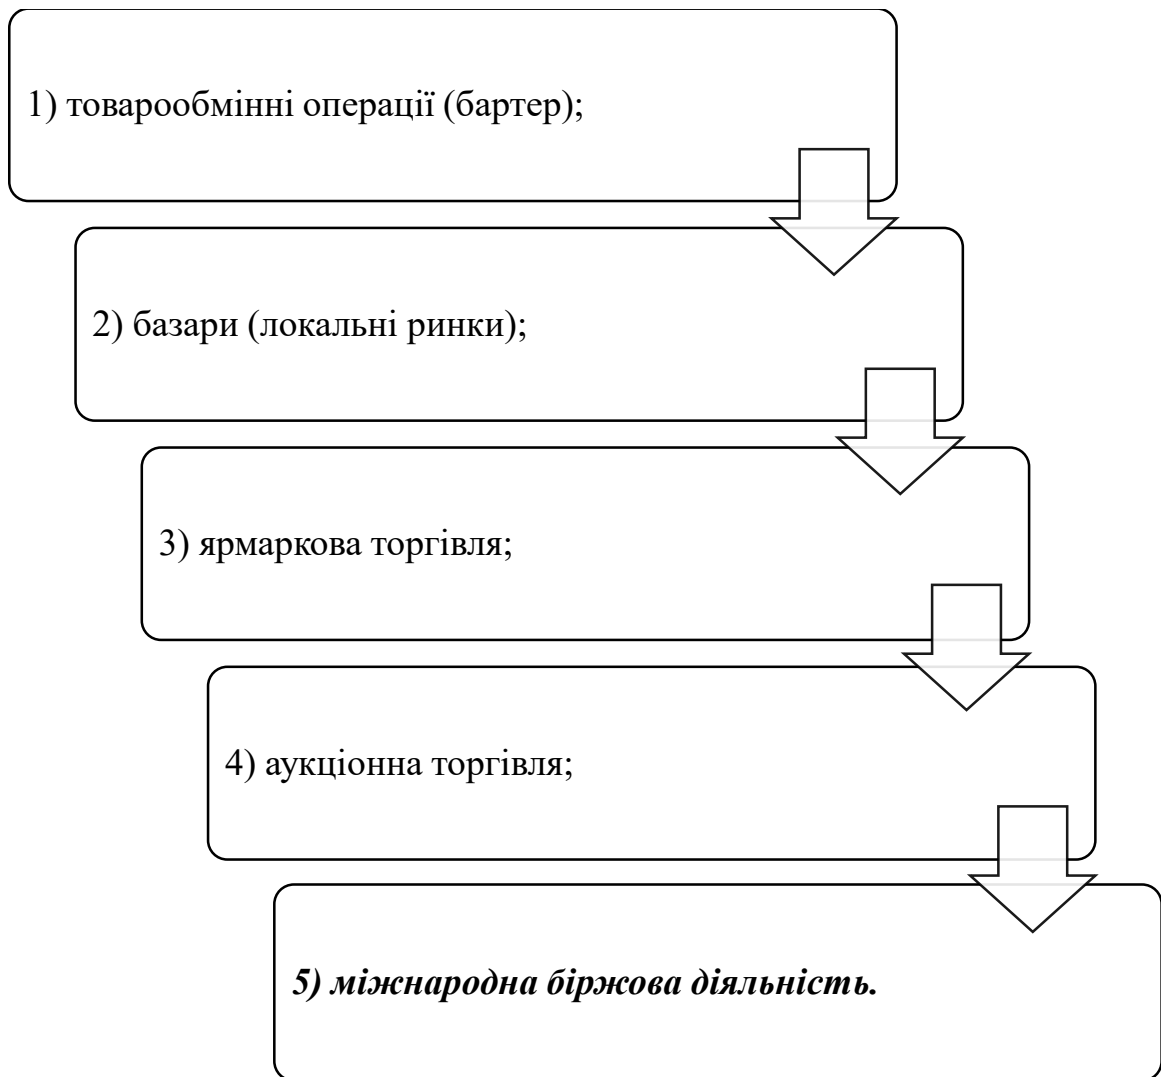 1) товарообмінні операції (бартер);
2) базари (локальні ринки);
3) ярмаркова торгівля;
4) аукціонна торгівля;
5) міжнародна біржова діяльність.